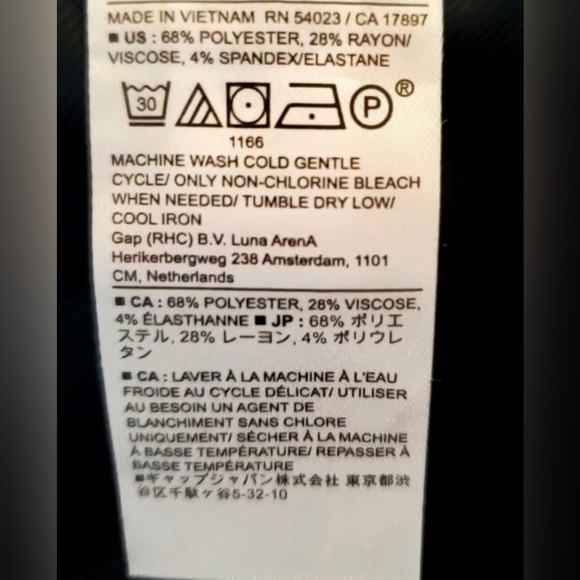 MADE IN VIETNAM RN 54023 / CA 17897
■ US : 68% POLYESTER, 28% RAYON/
VISCOSE, 4% SPANDEX/ELASTANE
30 P ®
1166
MACHINE WASH COLD GENTLE
CYCLE/ ONLY NON-CHLORINE BLEACH
WHEN NEEDED/ TUMBLE DRY LOW/
COOL IRON
Gap (RHC) B.V. Luna ArenA
Herikerbergweg 238 Amsterdam, 1101
CM, Netherlands
■ CA : 68% POLYESTER, 28% VISCOSE,
4% ÉLASTHANNE ■ JP : 68% ポリエ
ステル, 28% レーヨン, 4% ポリウレ
タン
■ CA : LAVER À LA MACHINE À L'EAU
FROIDE AU CYCLE DÉLICAT/ UTILISER
AU BESOIN UN AGENT DE
BLANCHIMENT SANS CHLORE
UNIQUEMENT/ SÉCHER À LA MACHINE
À BASSE TEMPÉRATURE/ REPASSER À
BASSE TEMPÉRATURE
■ギャップジャパン株式会社 東京都渋
谷区千駄ヶ谷5-32-10